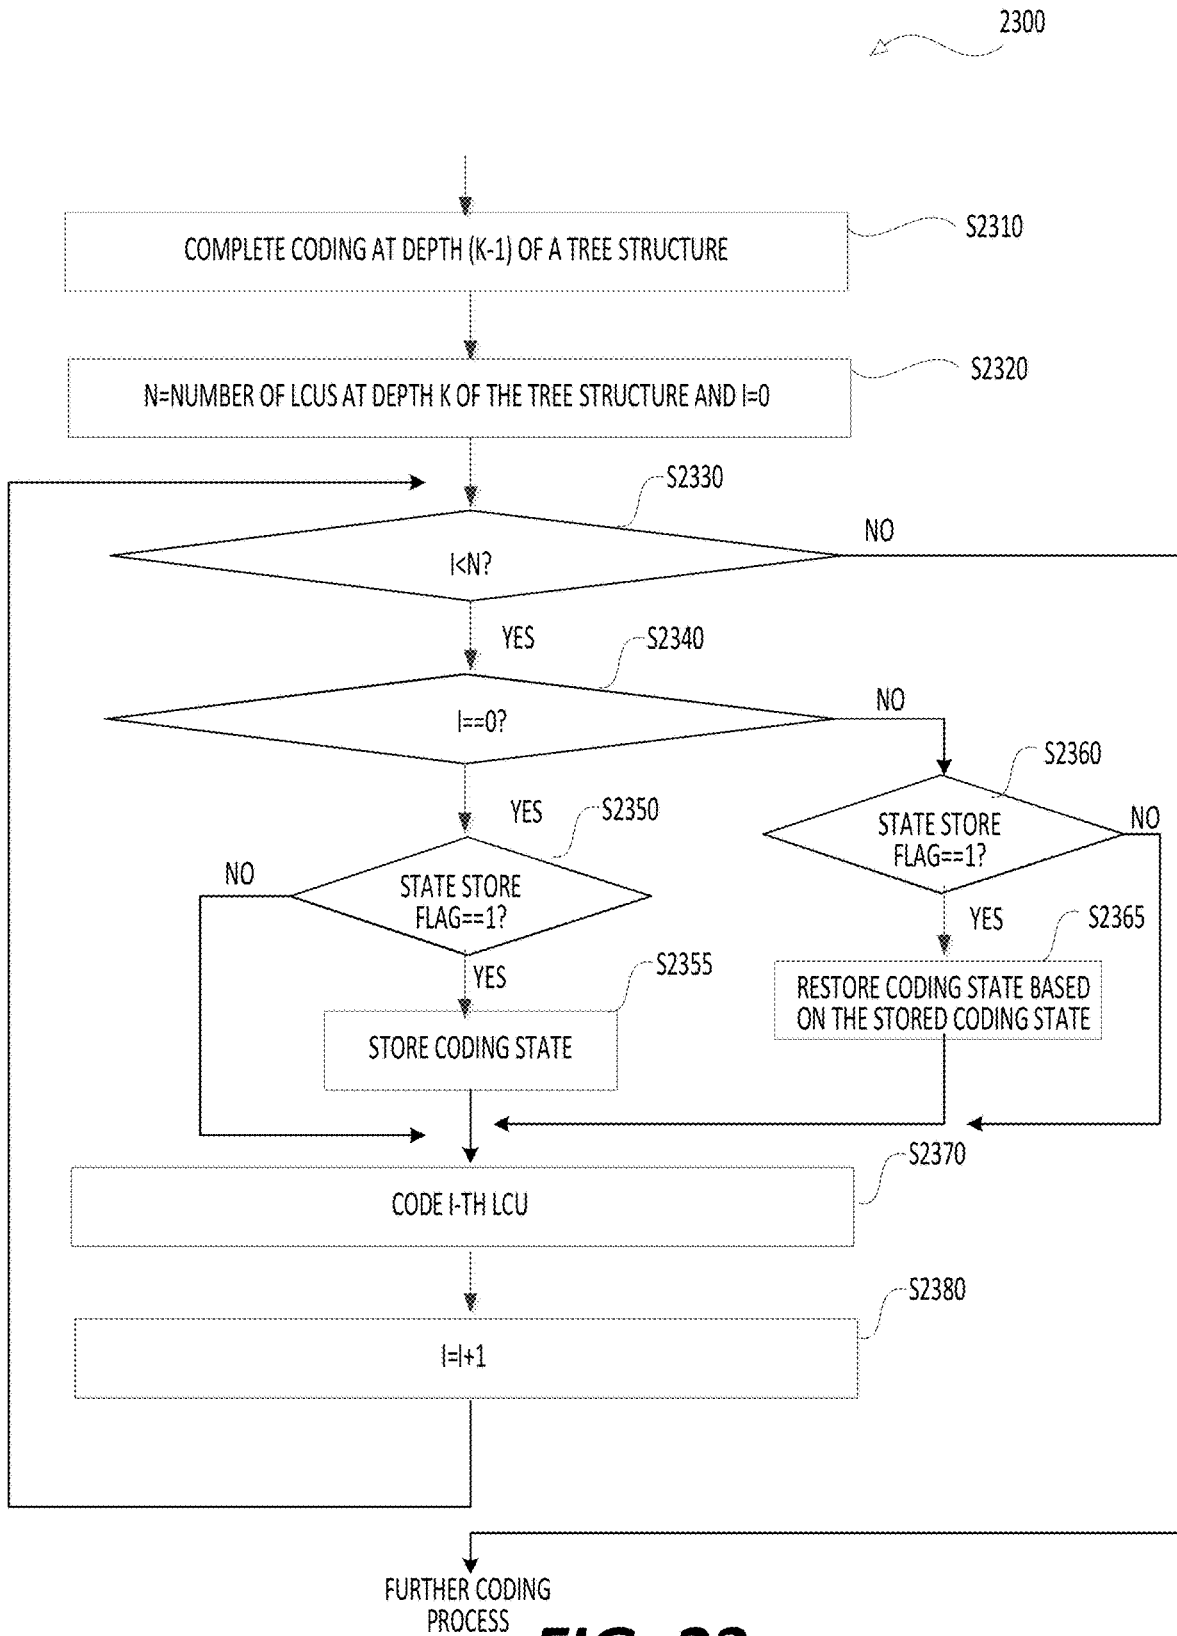 2300
COMPLETE CODING AT DEPTH (K-1) OF A TREE STRUCTURE
S2310
N=NUMBER OF LCUS AT DEPTH K OF THE TREE STRUCTURE AND I=0
S2320
S2330
I<N?
NO
YES
S2340
I==0?
NO
S2360
YES
S2350
STATE STORE
FLAG==1?
NO
NO
STATE STORE
FLAG==1?
YES
S2365
YES
S2355
RESTORE CODING STATE BASED
ON THE STORED CODING STATE
STORE CODING STATE
S2370
CODE I-TH LCU
S2380
I=I+1
FURTHER CODING
PROCESS